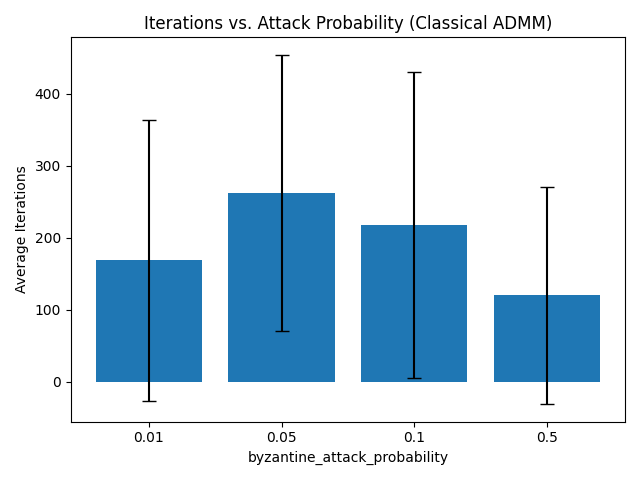 Iterations vs. Attack Probability (Classical ADMM)
Average Iterations
400
300
200
100
0
0.01 0.05 0.1 0.5
byzantine_attack_probability